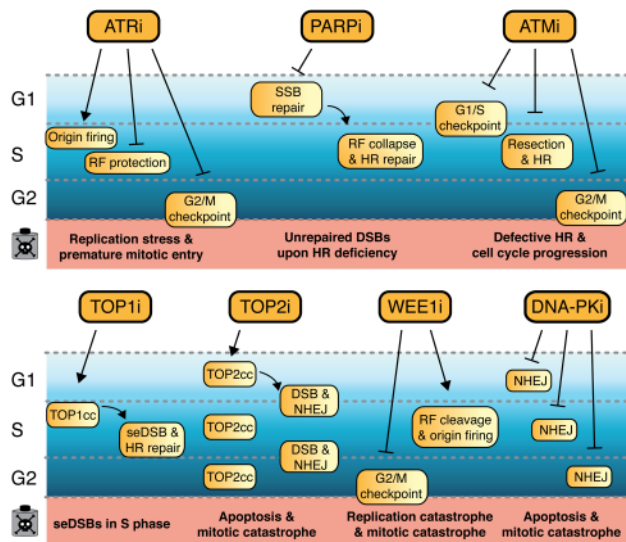 ATRi
PARPi
ATMi
G1
S
G2
Origin firing
RF protection
G2/M
checkpoint
SSB
repair
RF collapse
& HR repair
G1/S
checkpoint
Resection
& HR
G2/M
checkpoint
Replication stress &
premature mitotic entry
Unrepaired DSBs
upon HR deficiency
Defective HR &
cell cycle progression
TOP1i
TOP2i
WEE1i
DNA-PKi
G1
S
G2
TOP1cc
seDSB &
HR repair
TOP2cc
DSB &
NHEJ
TOP2cc
DSB &
NHEJ
TOP2cc
RF cleavage
& origin firing
G2/M
checkpoint
NHEJ
NHEJ
NHEJ
seDSBs in S phase
Apoptosis &
mitotic catastrophe
Replication catastrophe
& mitotic catastrophe
Apoptosis &
mitotic catastrophe